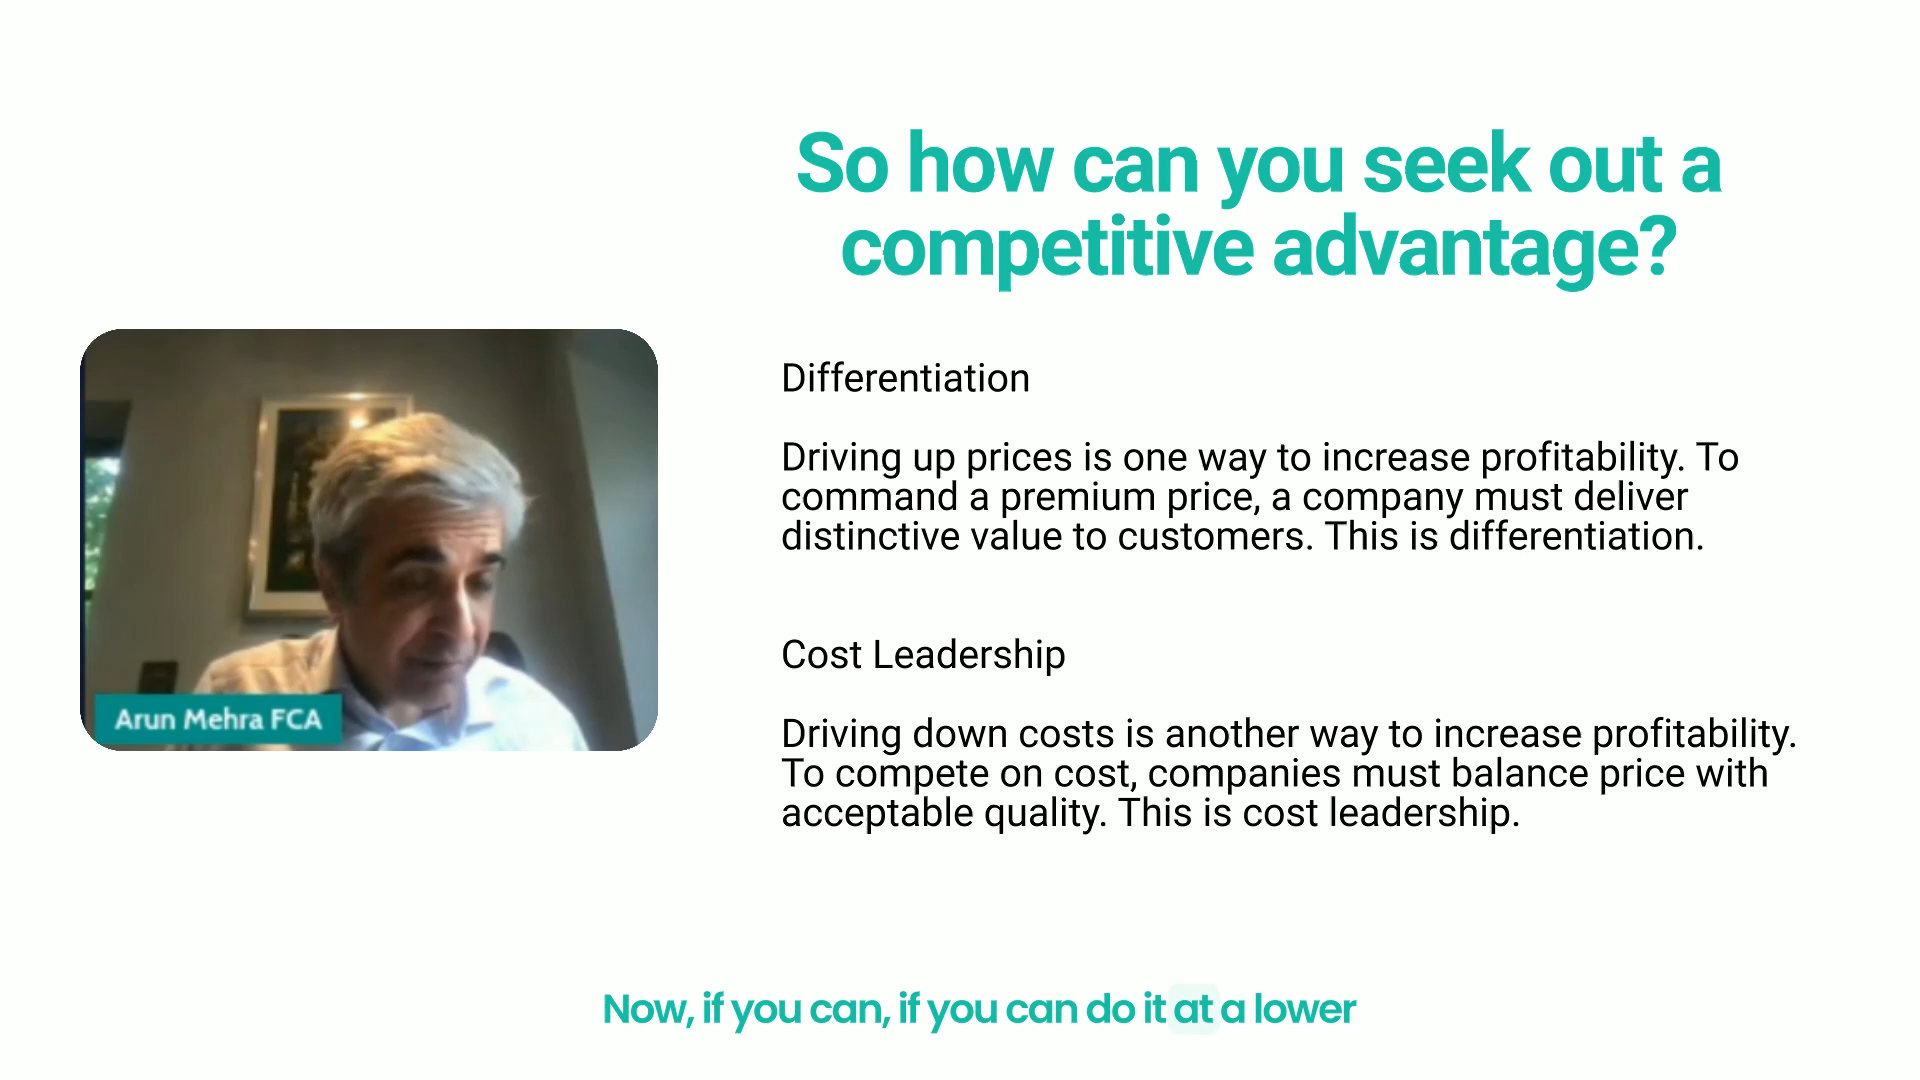 So how can you seek out a
competitive advantage?
Differentiation
Driving up prices is one way to increase profitability. To
command a premium price, a company must deliver
distinctive value to customers. This is differentiation.
Cost Leadership
Driving down costs is another way to increase profitability.
To compete on cost, companies must balance price with
acceptable quality. This is cost leadership.
Arun Mehra FCA
Now, if you can, if you can do it at a lower